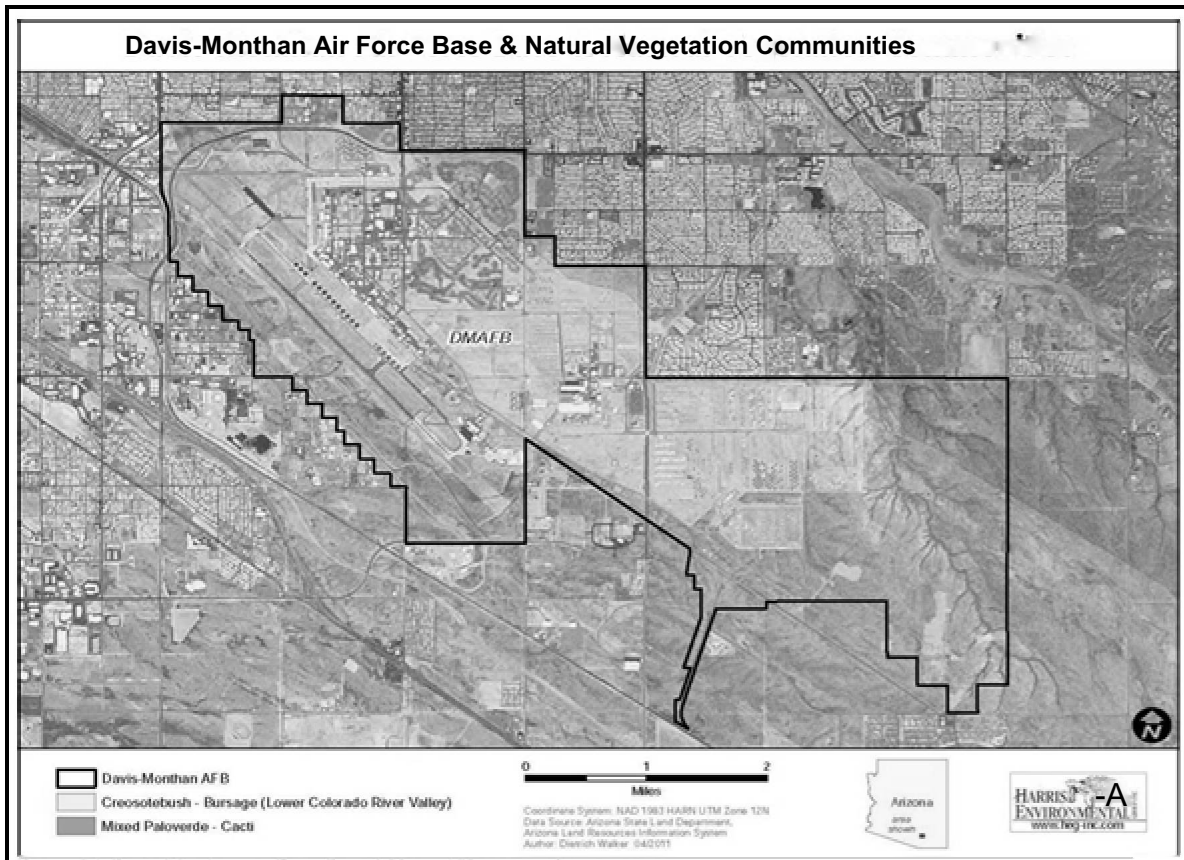 Davis-Monthan Air Force Base & Natural Vegetation Communities
DMAFB
N
Davis-Monthan AFB
Creosotebush - Bursage (Lower Colorado River Valley)
Mixed Paloverde - Cacti
0 1 2
Miles
Coordinate System: NAD 1983 HARN UTM Zone 12N
Data Source: Arizona State Land Department,
Arizona Land Resources Information System
Author: Dietrich Walker 04/2011
Arizona
area
shown
HARRIS
-A
ENVIRONMENTAL
www.heg-inc.com